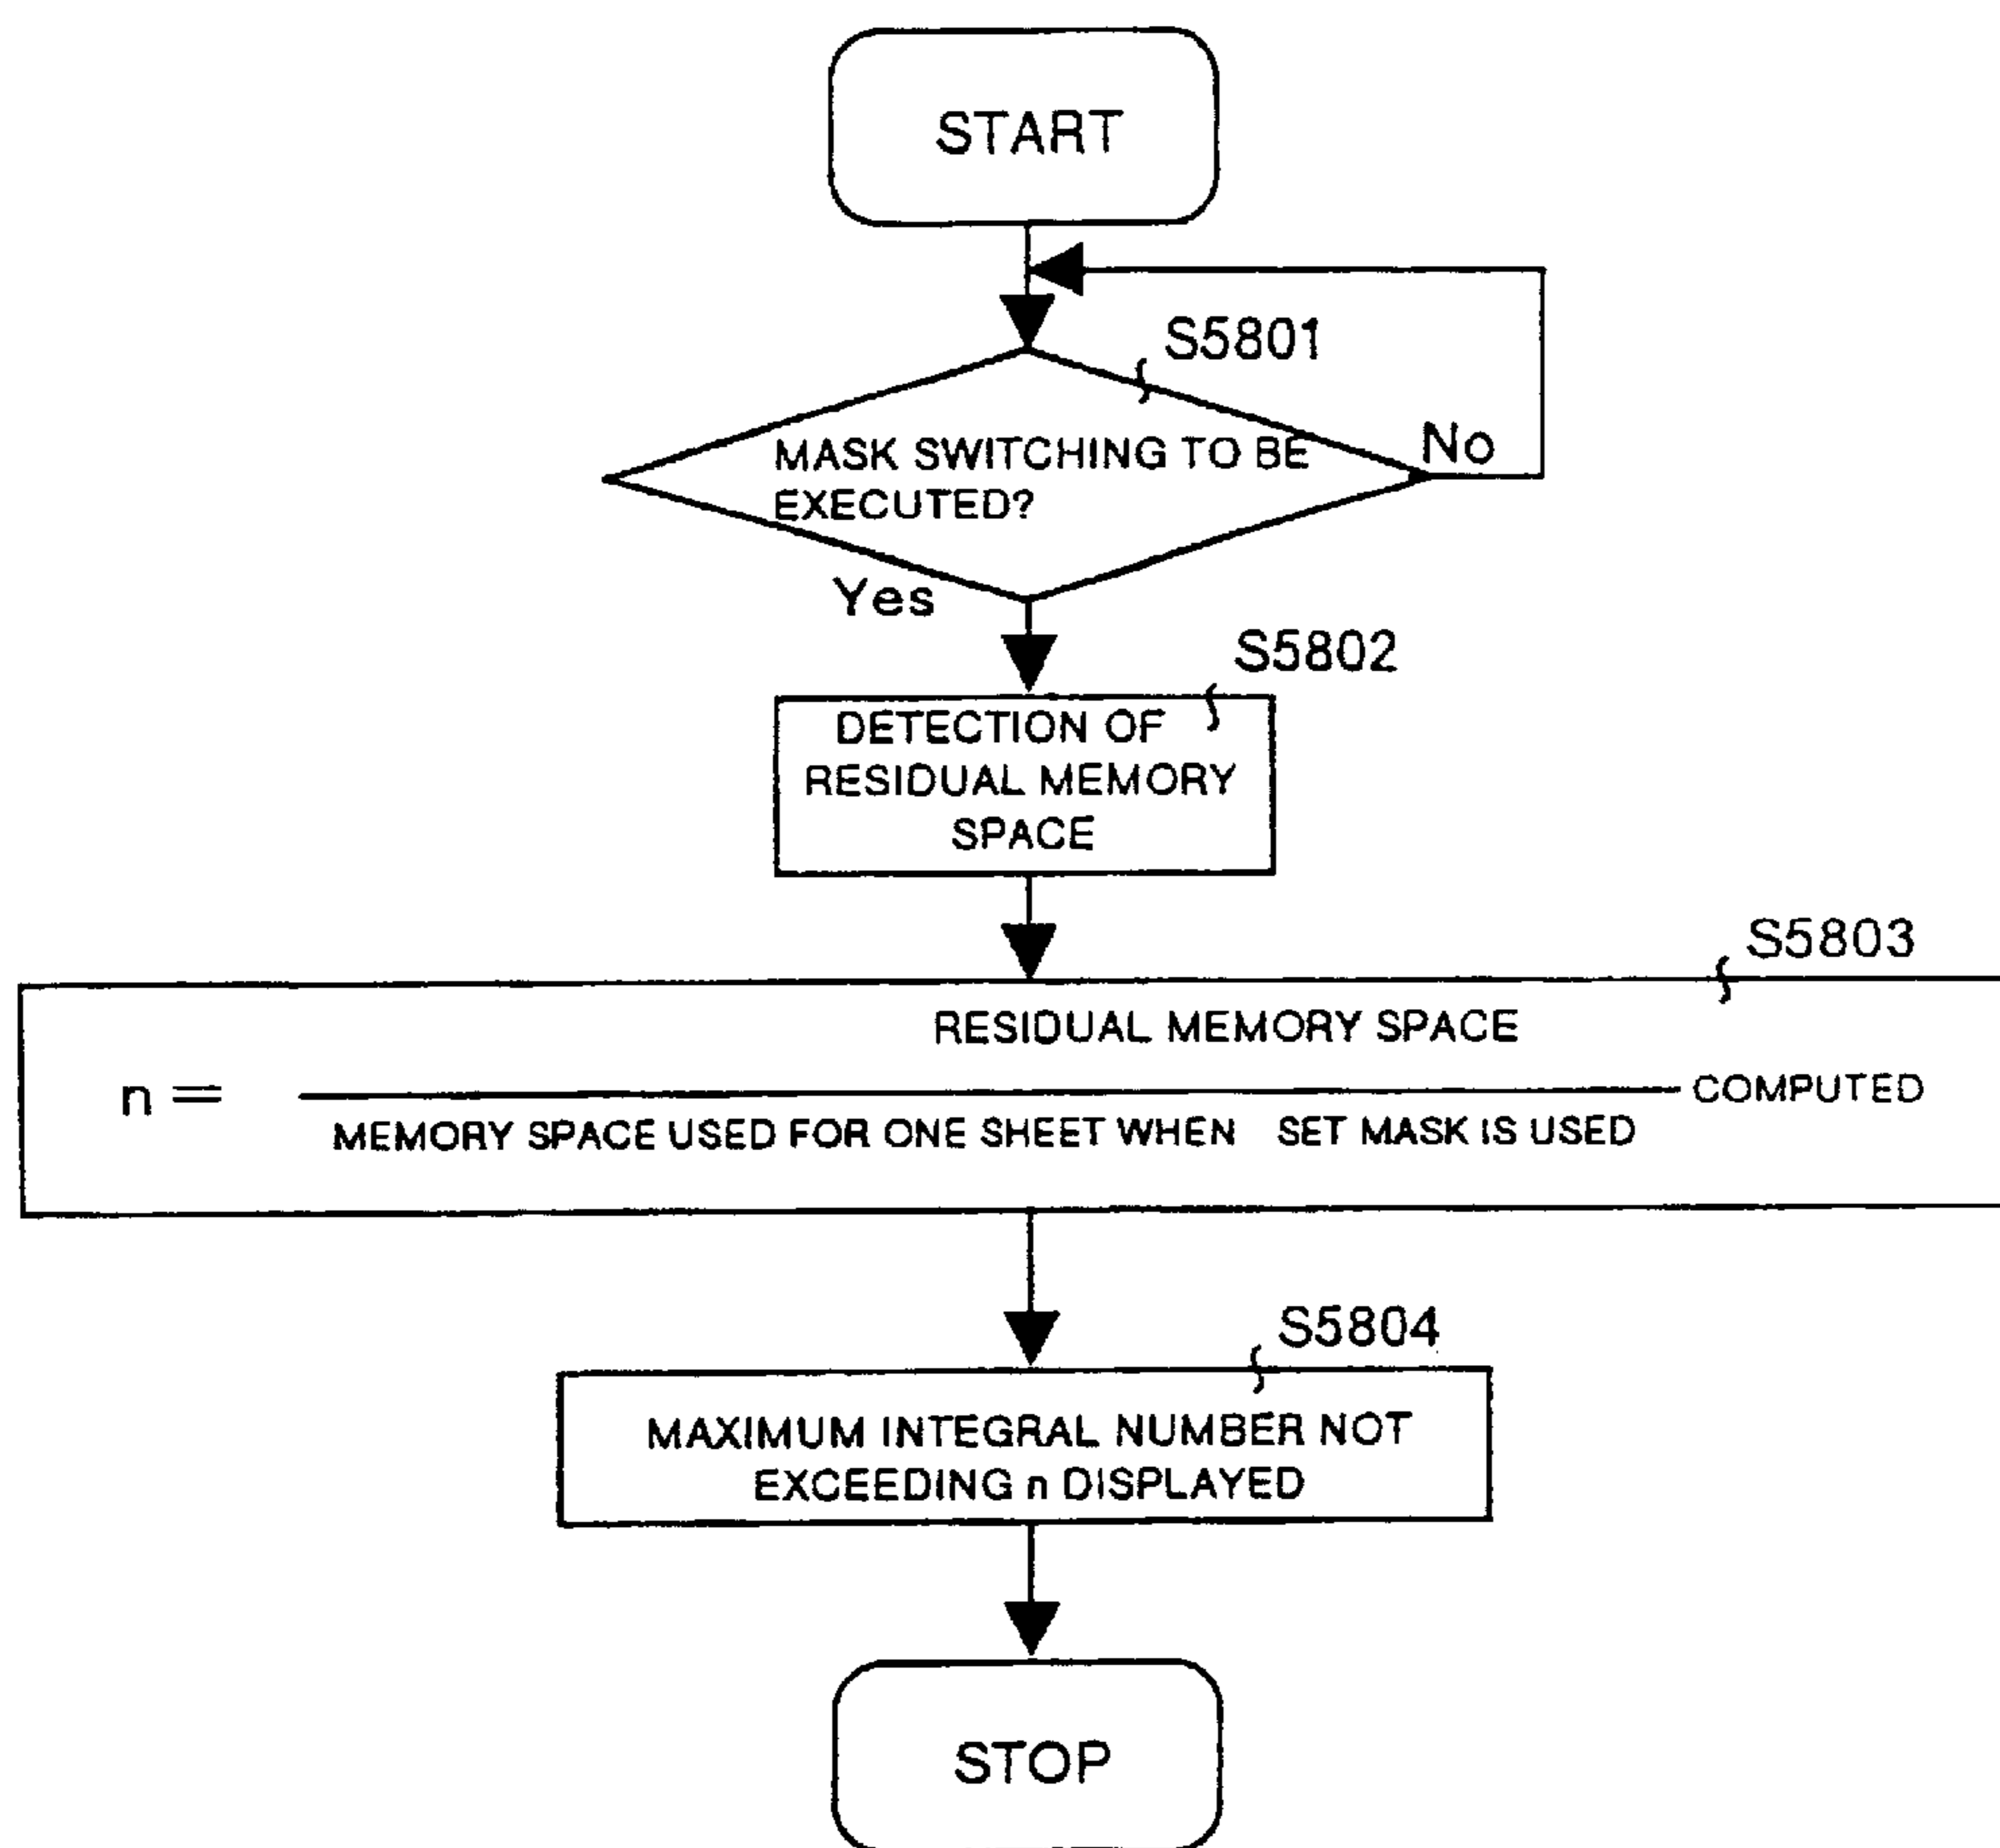 START
S5801
MASK SWITCHING TO BE
EXECUTED?
No
Yes
S5802
DETECTION OF
RESIDUAL MEMORY
SPACE
S5803
RESIDUAL MEMORY SPACE
n = COMPUTED
MEMORY SPACE USED FOR ONE SHEET WHEN SET MASK IS USED
S5804
MAXIMUM INTEGRAL NUMBER NOT
EXCEEDING n DISPLAYED
STOP